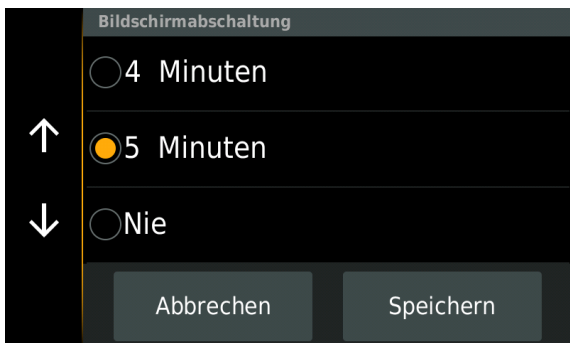 Bildschirmabschaltung
4 Minuten
5 Minuten
Nie
Abbrechen Speichern